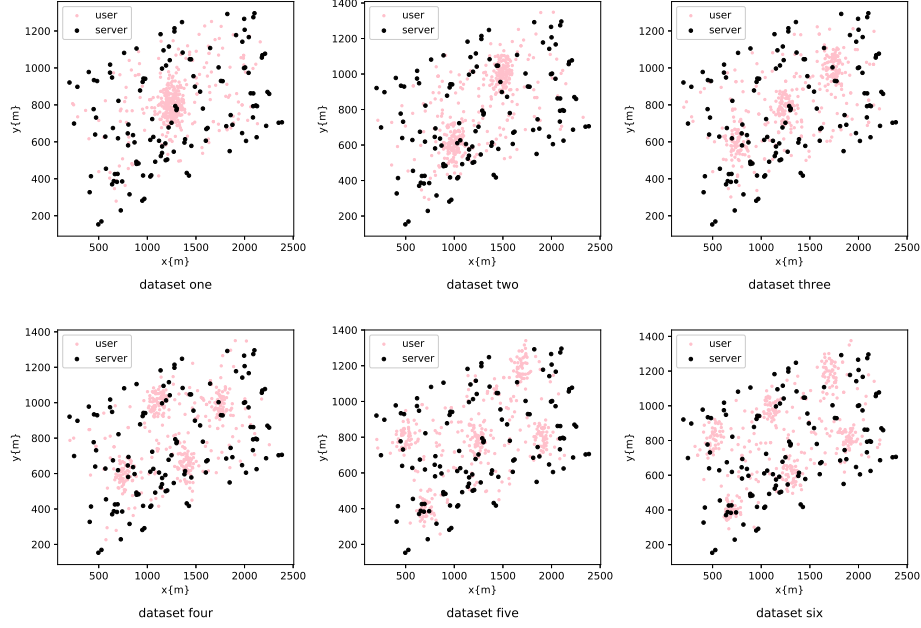 user
server
1200
1000
800
600
400
200
y{m}
500
1000
1500
2000
2500
x{m}
dataset one
user
server
1400
1200
1000
800
600
400
200
y{m}
500
1000
1500
2000
2500
x{m}
dataset two
user
server
1200
1000
800
600
400
200
y{m}
500
1000
1500
2000
2500
x{m}
dataset three
user
server
1400
1200
1000
800
600
400
200
y{m}
500
1000
1500
2000
2500
x{m}
dataset four
user
server
1400
1200
1000
800
600
400
200
y{m}
500
1000
1500
2000
2500
x{m}
dataset five
user
server
1400
1200
1000
800
600
400
200
y{m}
500
1000
1500
2000
2500
x{m}
dataset six